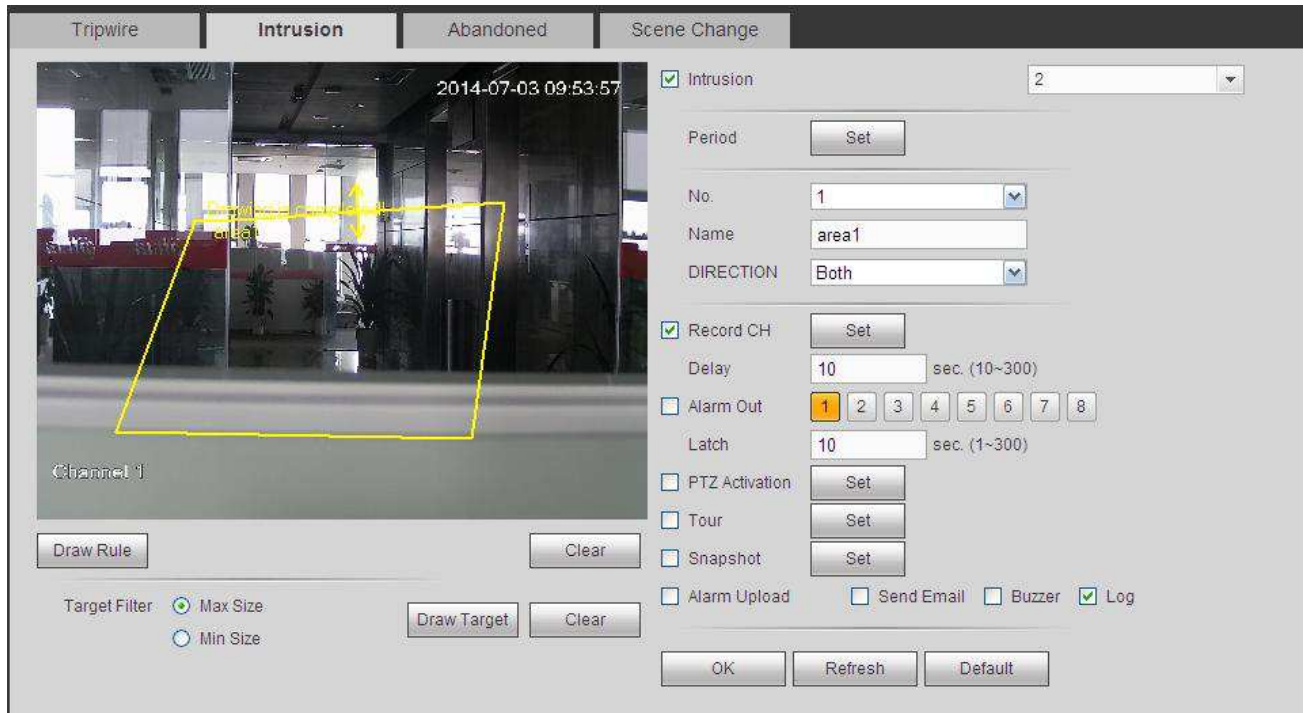 Tripwire
Intrusion
Abandoned
Scene Change
2014-07-03 09:53:57
area1
Channel 1
Draw Rule
Clear
Target Filter
Max Size
Min Size
Draw Target
Clear
Intrusion
2
Period
Set
No.
1
Name
area1
DIRECTION
Both
Record CH
Set
Delay
10
sec. (10~300)
Alarm Out
1 2 3 4 5 6 7 8
Latch
10
sec. (1~300)
PTZ Activation
Set
Tour
Set
Snapshot
Set
Alarm Upload
Send Email
Buzzer
Log
OK
Refresh
Default